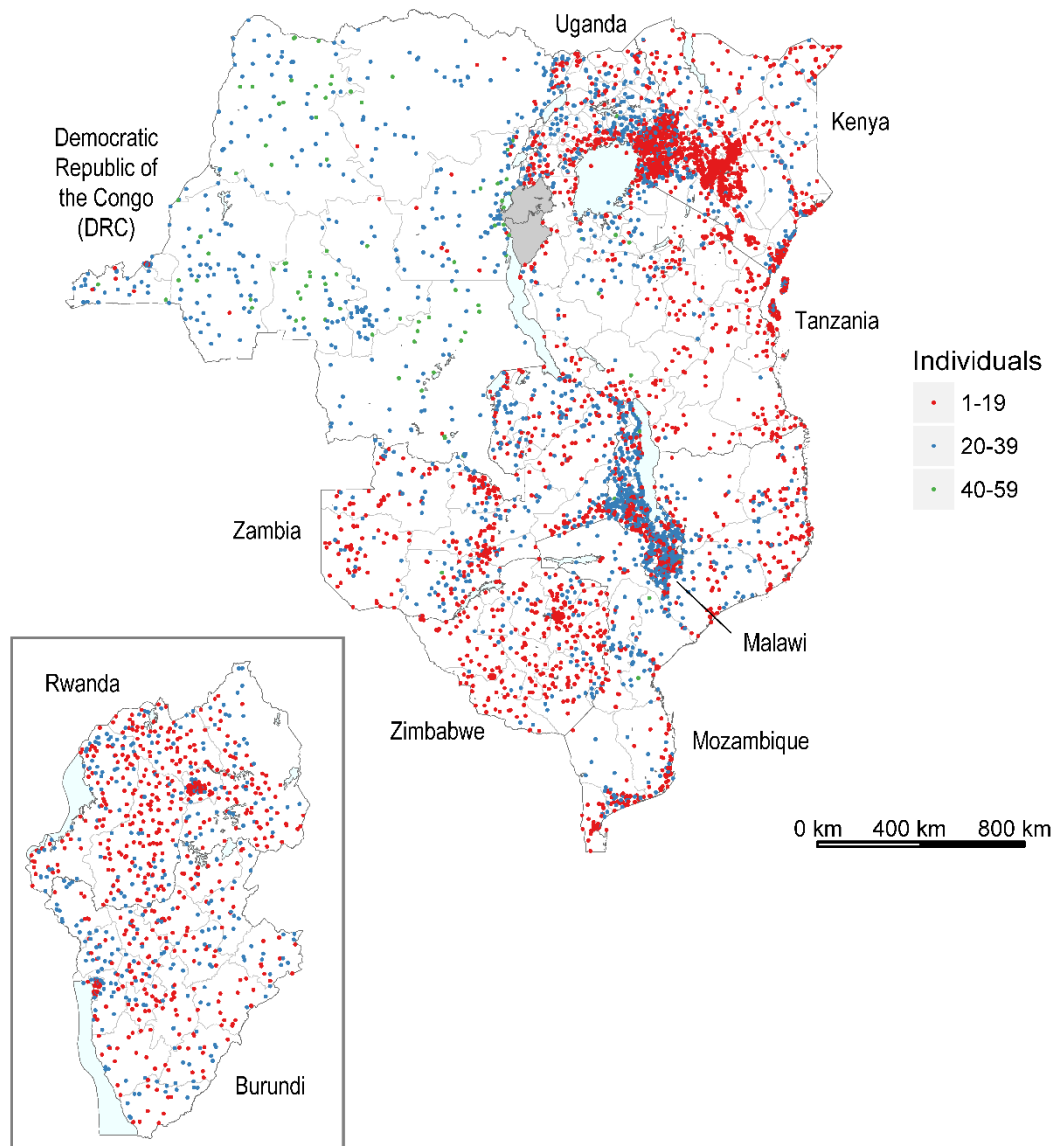 Uganda
Kenya
Democratic
Republic of
the Congo
(DRC)
Tanzania
Individuals
1-19
20-39
40-59
Zambia
Malawi
Rwanda
Zimbabwe
Mozambique
0 km 400 km 800 km
Burundi